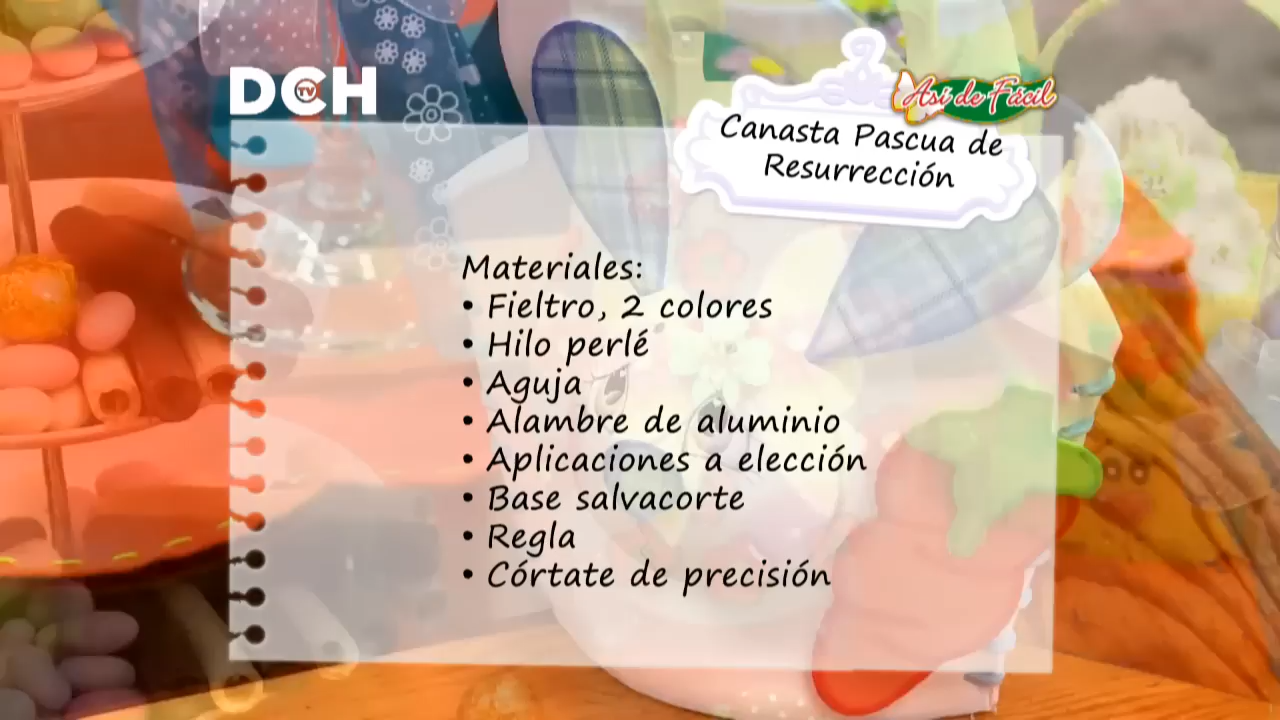 DCH
TV
Así de Fácil
Canasta Pascua de
Resurrección
Materiales:
• Fieltro, 2 colores
• Hilo perlé
• Aguja
• Alambre de aluminio
• Aplicaciones a elección
• Base salvacorte
• Regla
• Córtate de precisión